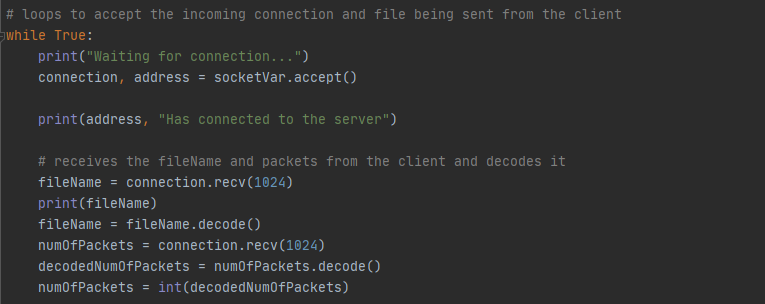 # loops to accept the incoming connection and file being sent from the client
while True:
    print("Waiting for connection...")
    connection, address = socketVar.accept()

    print(address, "Has connected to the server")

    # receives the fileName and packets from the client and decodes it
    fileName = connection.recv(1024)
    print(fileName)
    fileName = fileName.decode()
    numOfPackets = connection.recv(1024)
    decodedNumOfPackets = numOfPackets.decode()
    numOfPackets = int(decodedNumOfPackets)